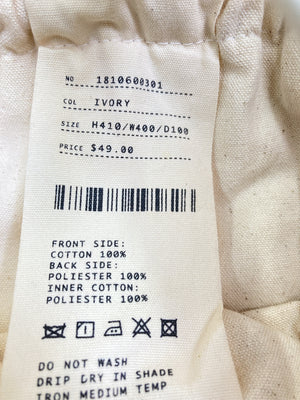 NO 1810600301
COL IVORY
SIZE H410/W400/D100
PRICE $49.00
FRONT SIDE:
COTTON 100%
BACK SIDE:
POLIESTER 100%
INNER COTTON:
POLIESTER 100%
DO NOT WASH
DRIP DRY IN SHADE
IRON MEDIUM TEMP